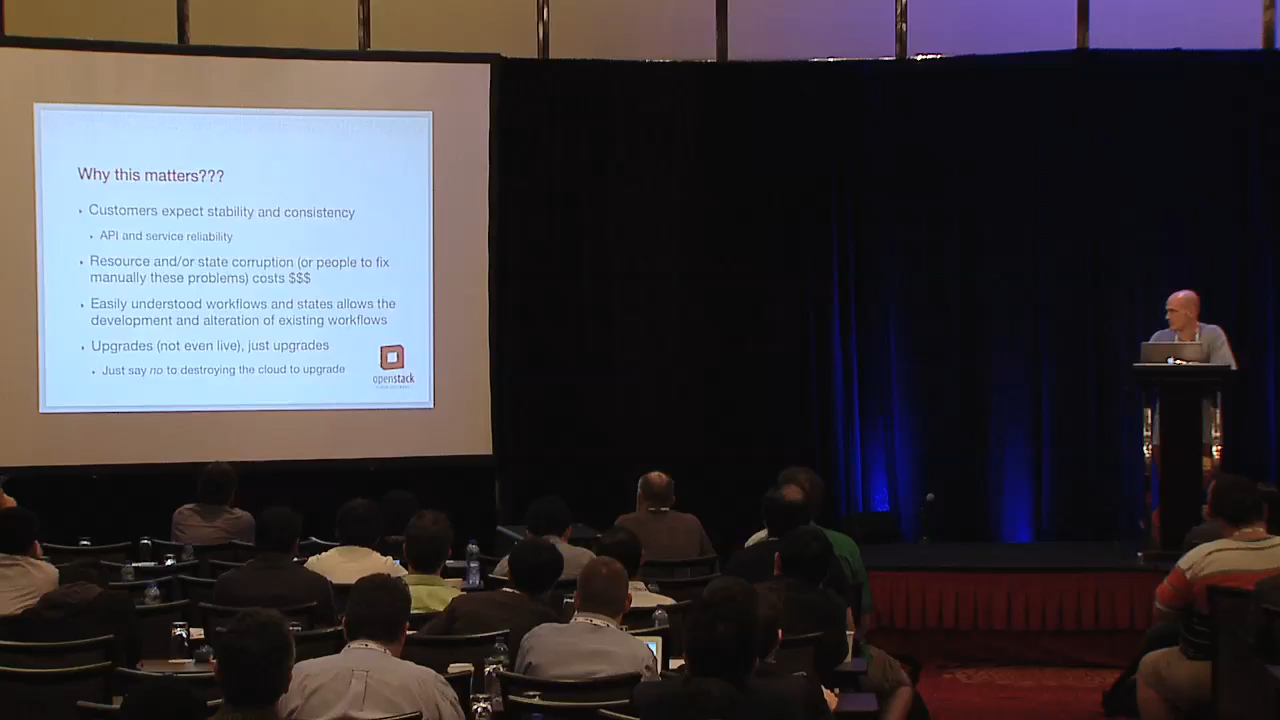 Why this matters???
Customers expect stability and consistency
API and service reliability
Resource and/or state corruption (or people to fix
manually these problems) costs $$$
Easily understood workflows and states allows the
development and alteration of existing workflows
Upgrades (not even live), just upgrades
Just say no to destroying the cloud to upgrade
openstack